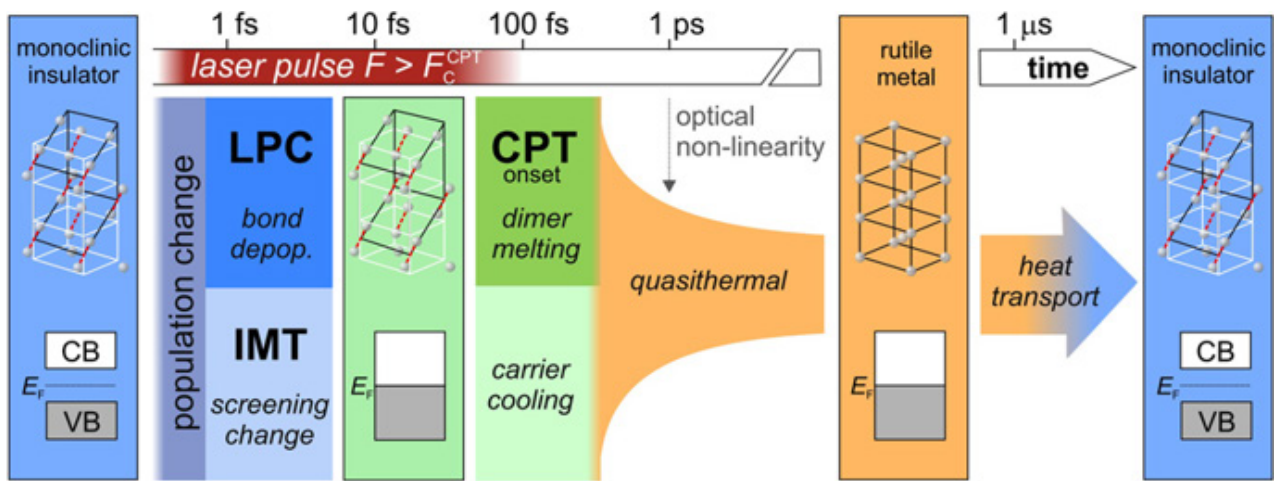 1 fs
10 fs
100 fs
1 ps
1 μs
monoclinic
insulator
laser pulse F > F_C^CPT
rutile
metal
time
monoclinic
insulator
population change
LPC
bond
depop.
IMT
screening
change
CPT
onset
dimer
melting
carrier
cooling
optical
non-linearity
quasithermal
heat
transport
CB
E_F
VB
E_F
E_F
CB
E_F
VB